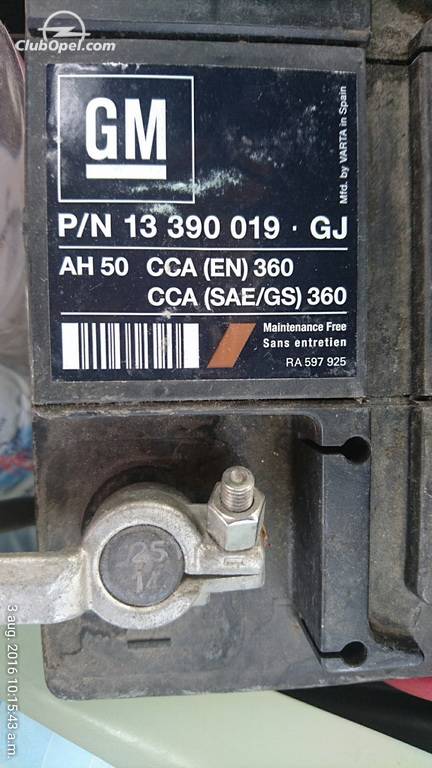 ClubOpel.com
GM
Mfd. by VARTA in Spain
P/N 13 390 019 · GJ
AH 50 CCA (EN) 360
CCA (SAE/GS) 360
Maintenance Free
Sans entretien
RA 597 925
25
14
3 aug. 2016 10:15:43 a.m.